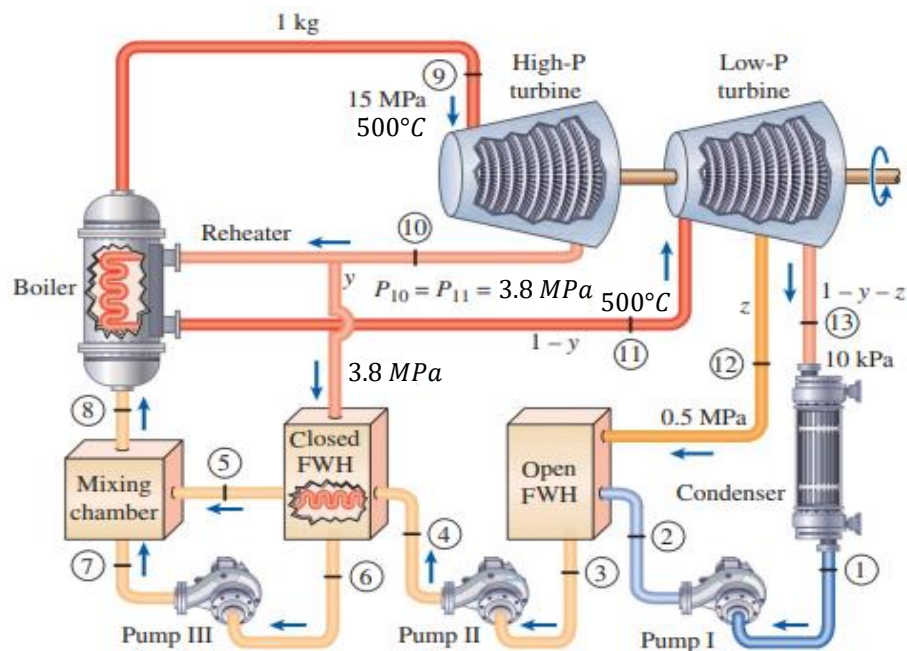 1 kg
9
High-P
turbine
Low-P
turbine
15 MPa
500°C
Reheater
10
Boiler
y
P10 = P11 = 3.8 MPa
500°C
z
1 – y – z
13
1 – y
11
12
10 kPa
3.8 MPa
8
0.5 MPa
Closed
FWH
5
Mixing
chamber
Open
FWH
Condenser
4
2
7
6
3
1
Pump III
Pump II
Pump I